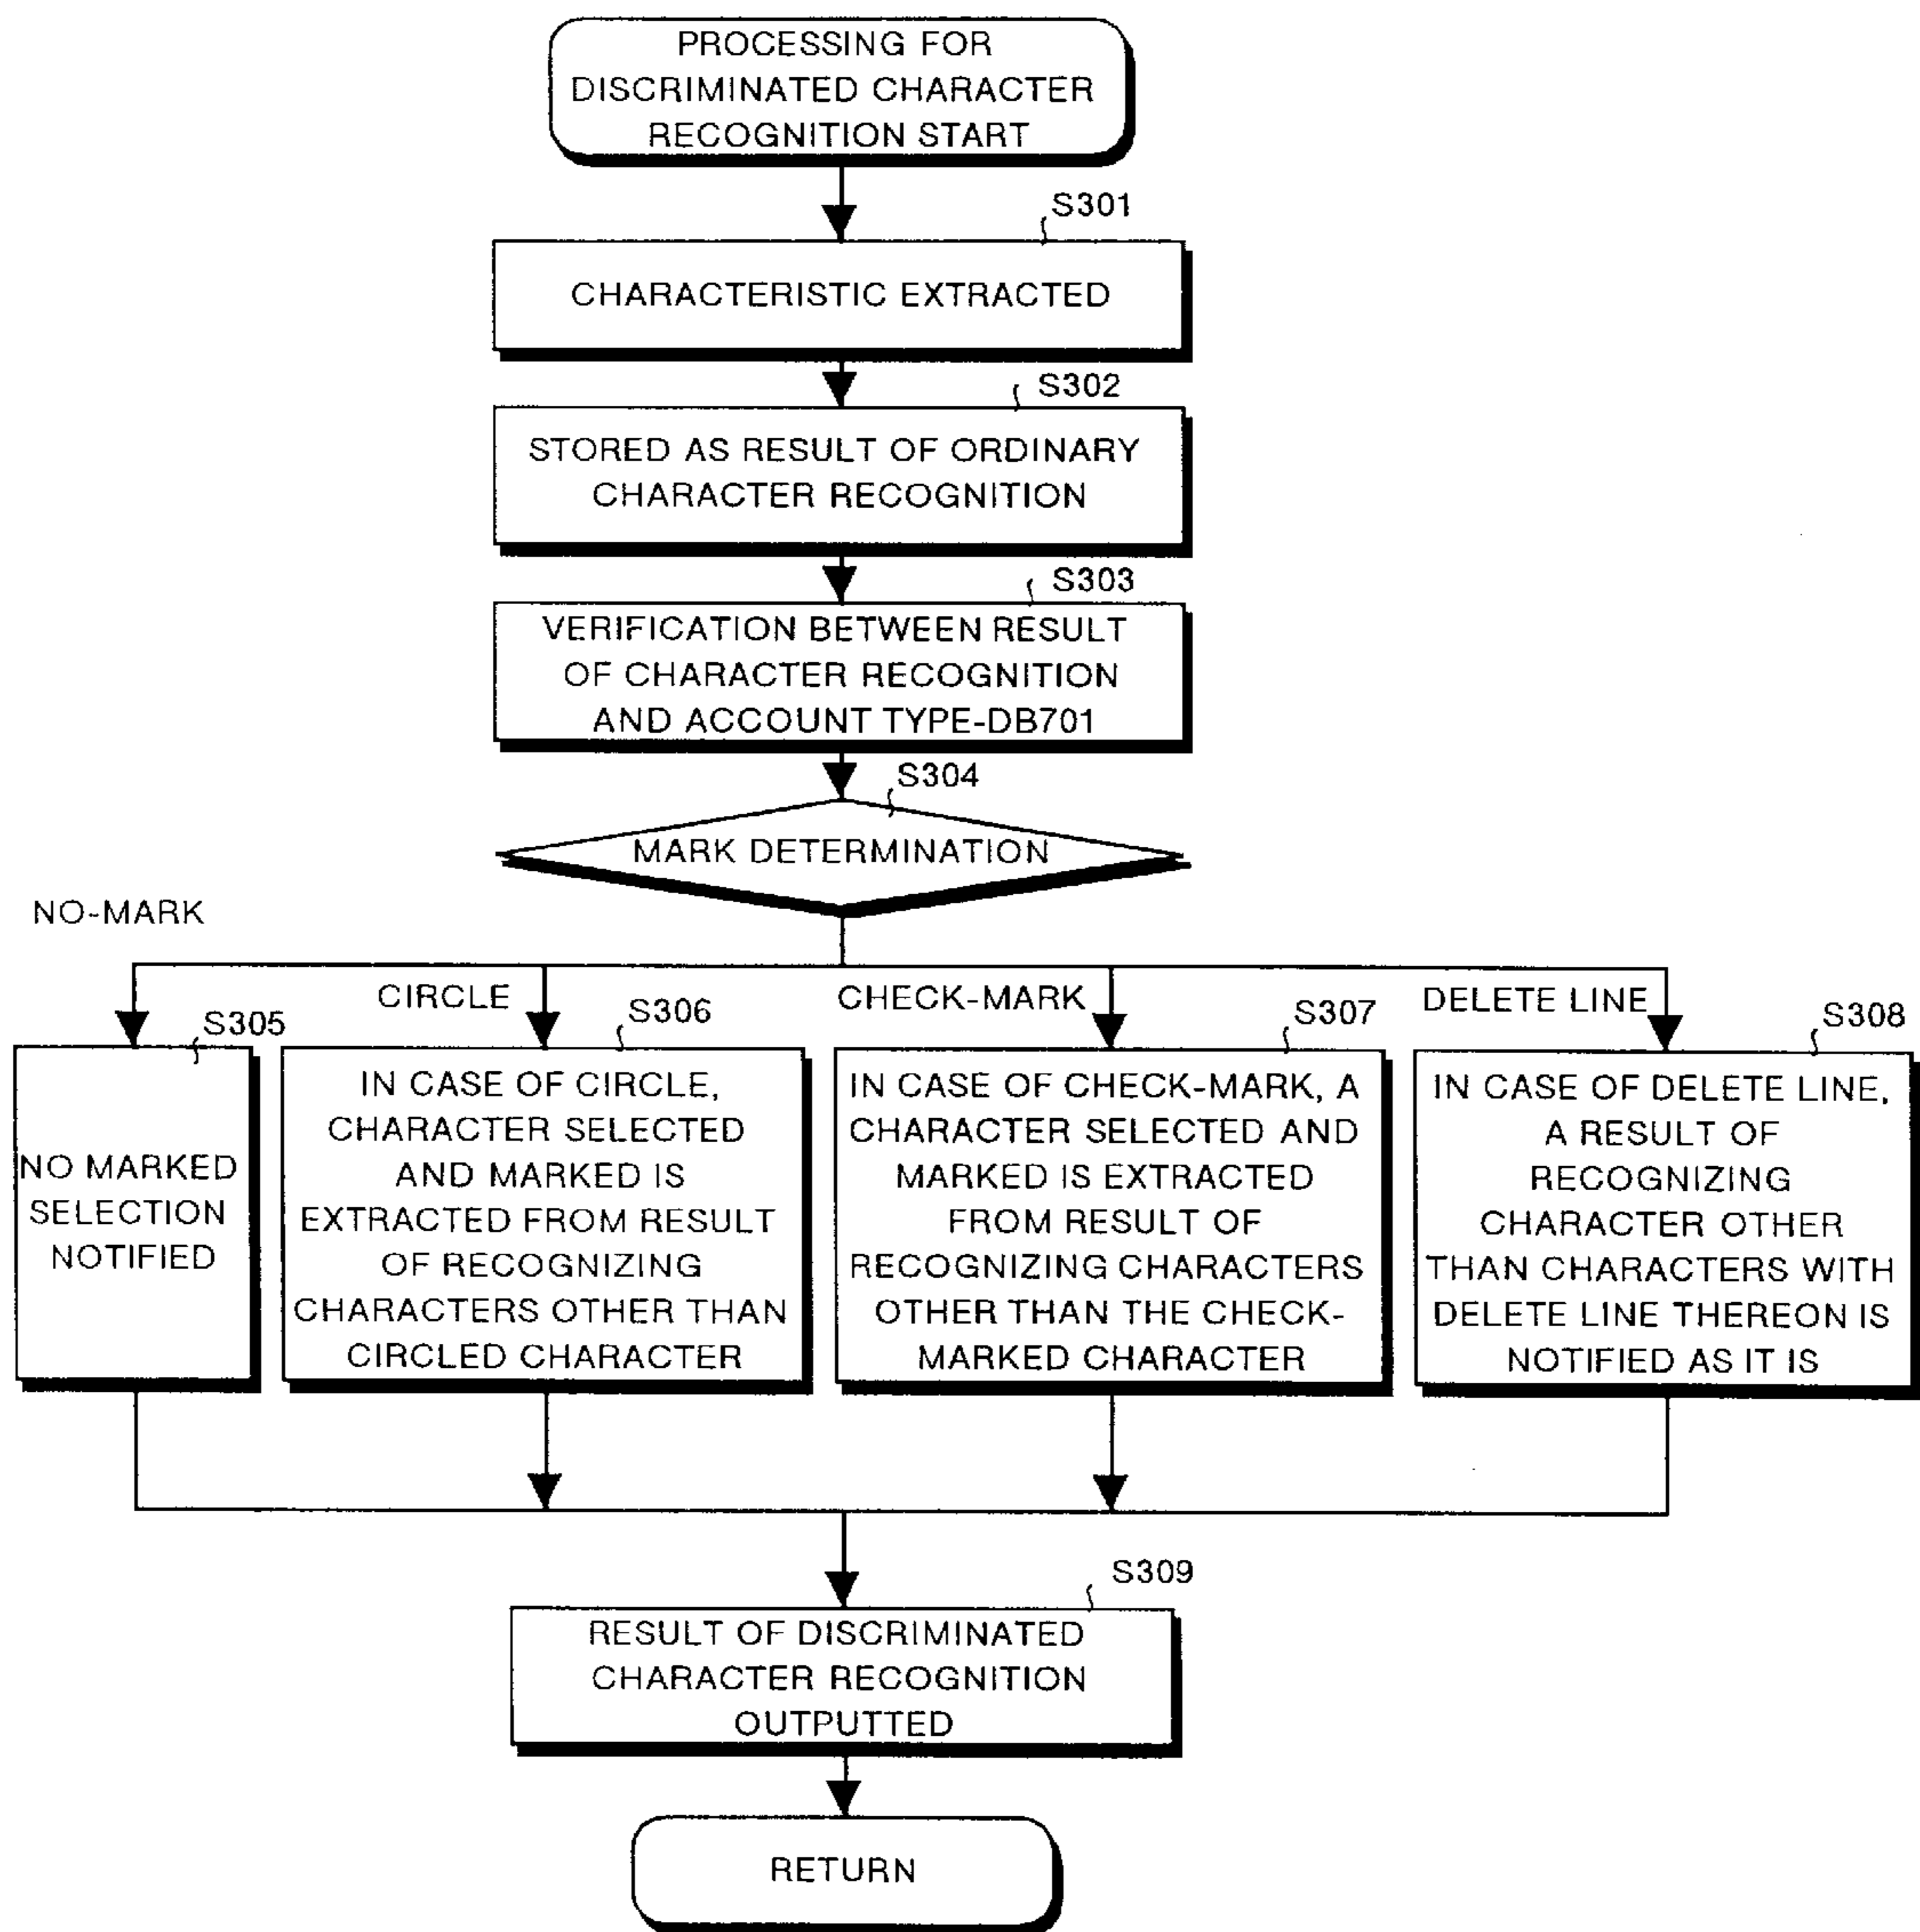 PROCESSING FOR
DISCRIMINATED CHARACTER
RECOGNITION START
S301
CHARACTERISTIC EXTRACTED
S302
STORED AS RESULT OF ORDINARY
CHARACTER RECOGNITION
S303
VERIFICATION BETWEEN RESULT
OF CHARACTER RECOGNITION
AND ACCOUNT TYPE-DB701
S304
MARK DETERMINATION
NO-MARK
S305
NO MARKED
SELECTION
NOTIFIED
CIRCLE
S306
IN CASE OF CIRCLE,
CHARACTER SELECTED
AND MARKED IS
EXTRACTED FROM RESULT
OF RECOGNIZING
CHARACTERS OTHER THAN
CIRCLED CHARACTER
CHECK-MARK
S307
IN CASE OF CHECK-MARK, A
CHARACTER SELECTED AND
MARKED IS EXTRACTED
FROM RESULT OF
RECOGNIZING CHARACTERS
OTHER THAN THE CHECK-
MARKED CHARACTER
DELETE LINE
S308
IN CASE OF DELETE LINE,
A RESULT OF
RECOGNIZING
CHARACTER OTHER
THAN CHARACTERS WITH
DELETE LINE THEREON IS
NOTIFIED AS IT IS
S309
RESULT OF DISCRIMINATED
CHARACTER RECOGNITION
OUTPUTTED
RETURN